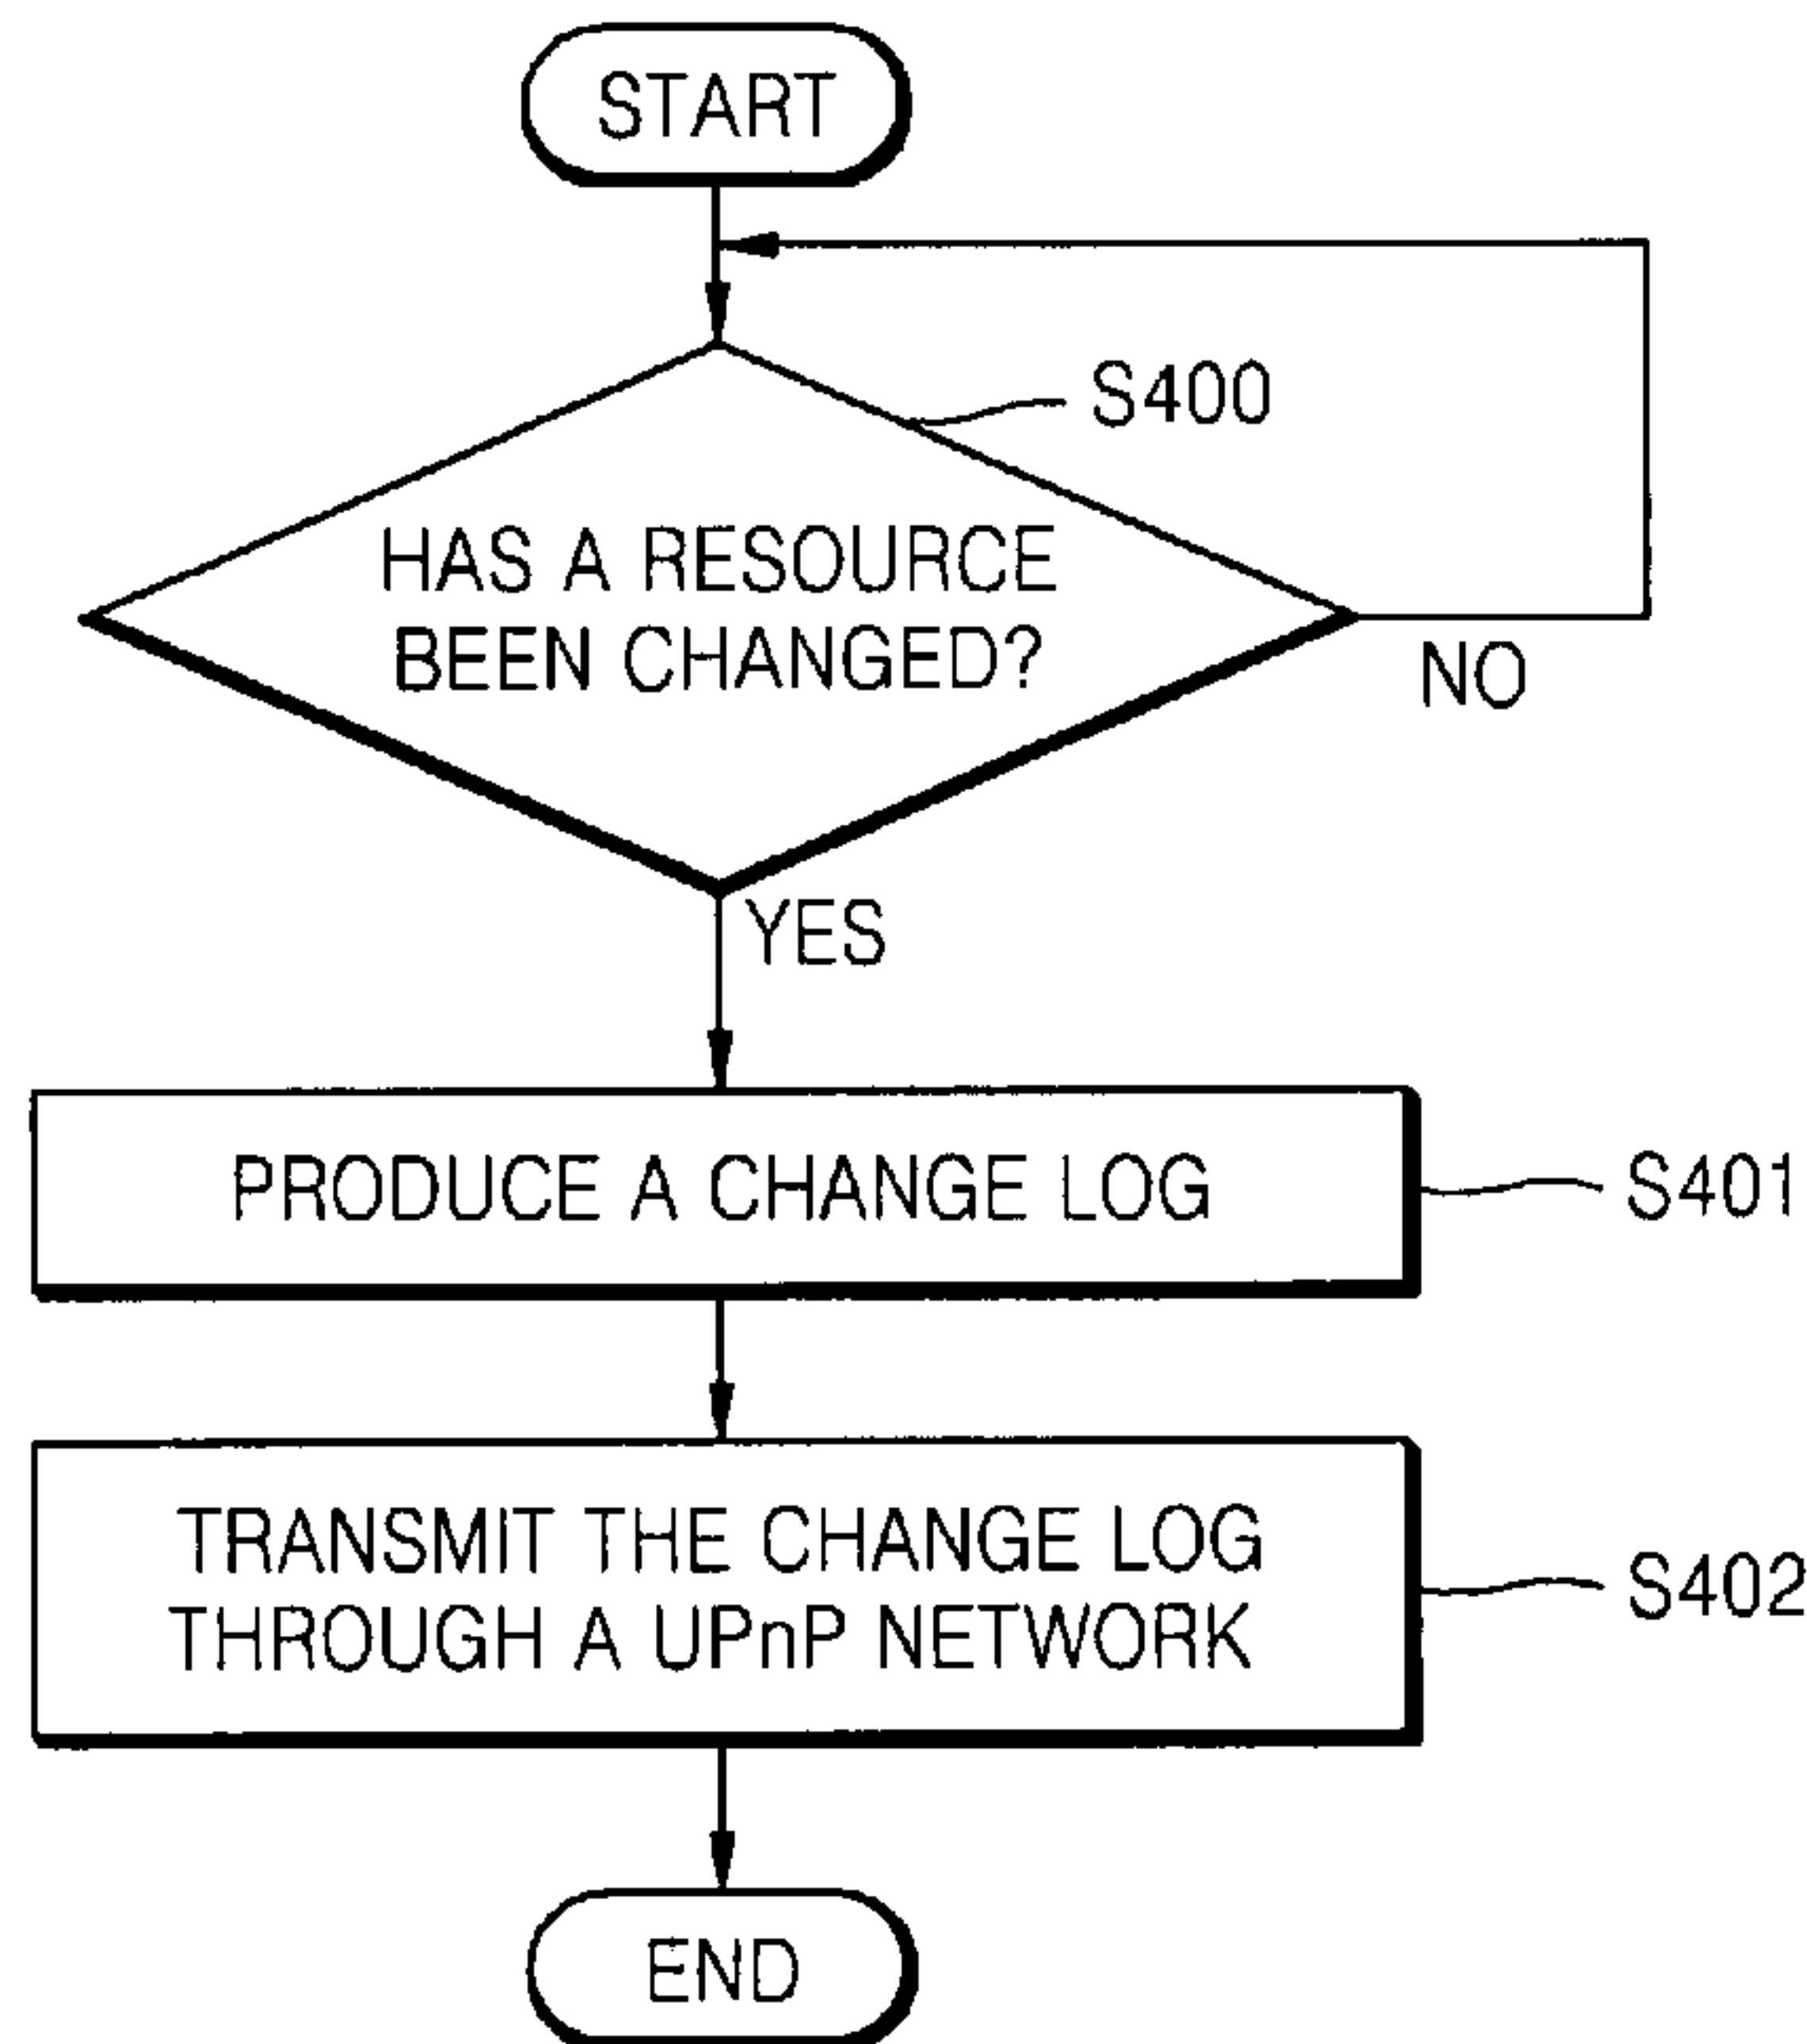 START
S400
HAS A RESOURCE
BEEN CHANGED?
NO
YES
PRODUCE A CHANGE LOG
S401
TRANSMIT THE CHANGE LOG
THROUGH A UPnP NETWORK
S402
END